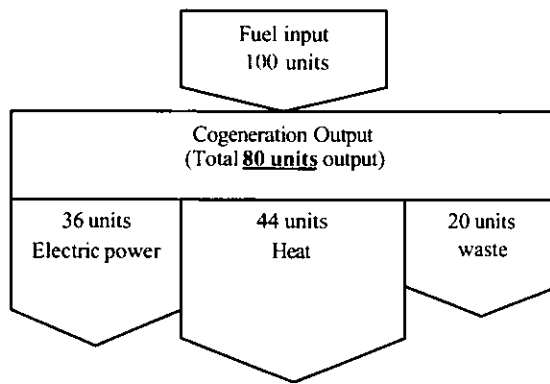 Fuel input
100 units
Cogeneration Output
(Total 80 units output)
36 units
Electric power
44 units
Heat
20 units
waste